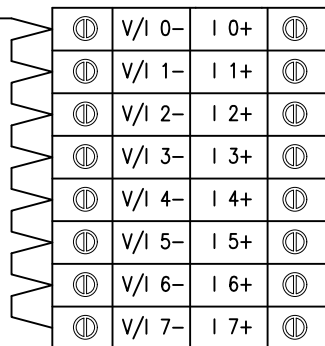 V/I 0- I 0+
V/I 1- I 1+
V/I 2- I 2+
V/I 3- I 3+
V/I 4- I 4+
V/I 5- I 5+
V/I 6- I 6+
V/I 7- I 7+